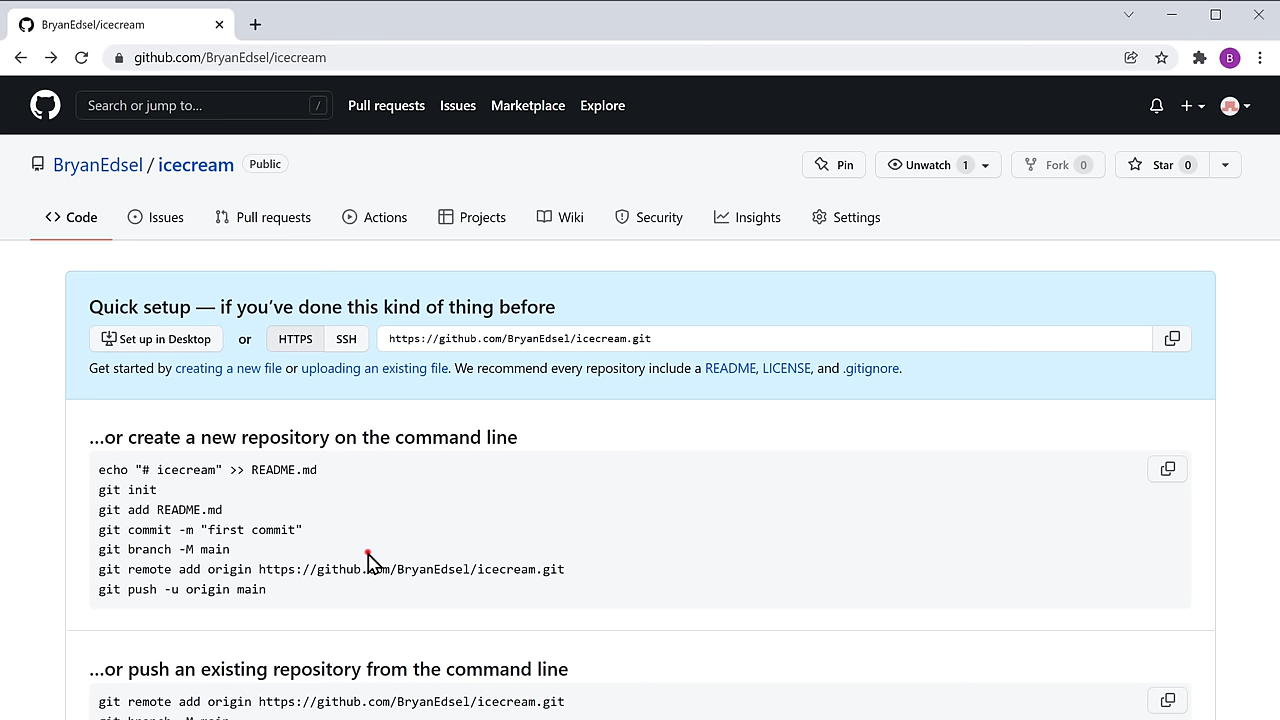 BryanEdsel/icecream
github.com/BryanEdsel/icecream
B
Search or jump to...
/
Pull requests
Issues
Marketplace
Explore
BryanEdsel / icecream
Public
Pin
Unwatch 1
Fork 0
Star 0
Code
Issues
Pull requests
Actions
Projects
Wiki
Security
Insights
Settings
Quick setup — if you’ve done this kind of thing before
Set up in Desktop or HTTPS SSH https://github.com/BryanEdsel/icecream.git
Get started by creating a new file or uploading an existing file. We recommend every repository include a README, LICENSE, and .gitignore.
…or create a new repository on the command line
echo "# icecream" >> README.md
git init
git add README.md
git commit -m "first commit"
git branch -M main
git remote add origin https://github.com/BryanEdsel/icecream.git
git push -u origin main
…or push an existing repository from the command line
git remote add origin https://github.com/BryanEdsel/icecream.git
git branch -M main